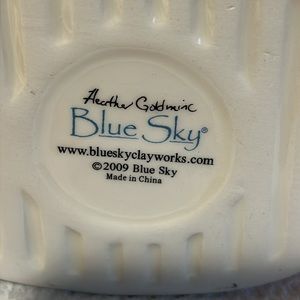 Heather Goldminc
Blue Sky®
www.blueskyclayworks.com
©2009 Blue Sky
Made in China